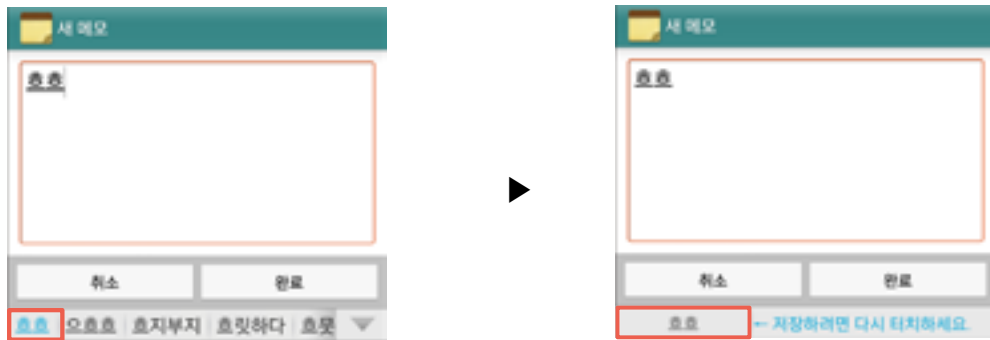 새 메모
흐흐
취소 완료
흐흐 으흐흐 흐지부지 흐릿하다 흐뭇
새 메모
흐흐
취소 완료
흐흐 ← 저장하려면 다시 터치하세요.